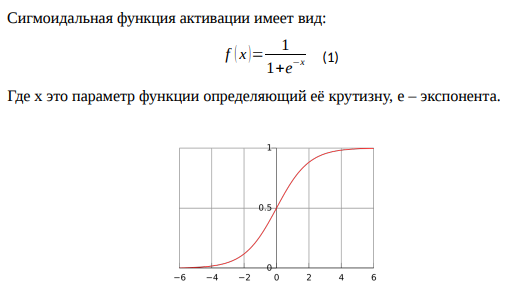 Сигмоидальная функция активации имеет вид:
f(x)=1/(1+e^{-x}) (1)
Где x это параметр функции определяющий её крутизну, e – экспонента.
1
0.5
0
−6 −4 −2 0 2 4 6